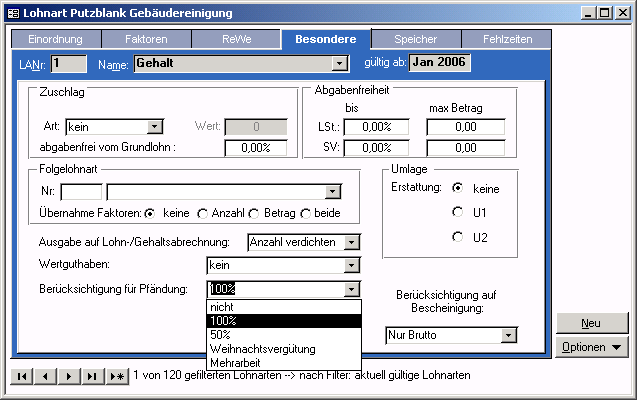 Lohnart Putzblank Gebäudereinigung
Einordnung Faktoren ReWe Besondere Speicher Fehlzeiten
LANr: 1 Name: Gehalt gültig ab: Jan 2006
Zuschlag
Art: kein Wert: 0
abgabenfrei vom Grundlohn : 0,00%
Abgabenfreiheit
bis max Betrag
LSt.: 0,00% 0,00
SV: 0,00% 0,00
Folgelohnart
Nr:
Übernahme Faktoren: keine Anzahl Betrag beide
Umlage
Erstattung: keine
U1
U2
Ausgabe auf Lohn-/Gehaltsabrechnung: Anzahl verdichten
Wertguthaben: kein
Berücksichtigung für Pfändung: 100%
nicht
100%
50%
Weihnachtsvergütung
Mehrarbeit
Berücksichtigung auf
Bescheinigung:
Nur Brutto
Neu
Optionen
1 von 120 gefilterten Lohnarten --> nach Filter: aktuell gültige Lohnarten